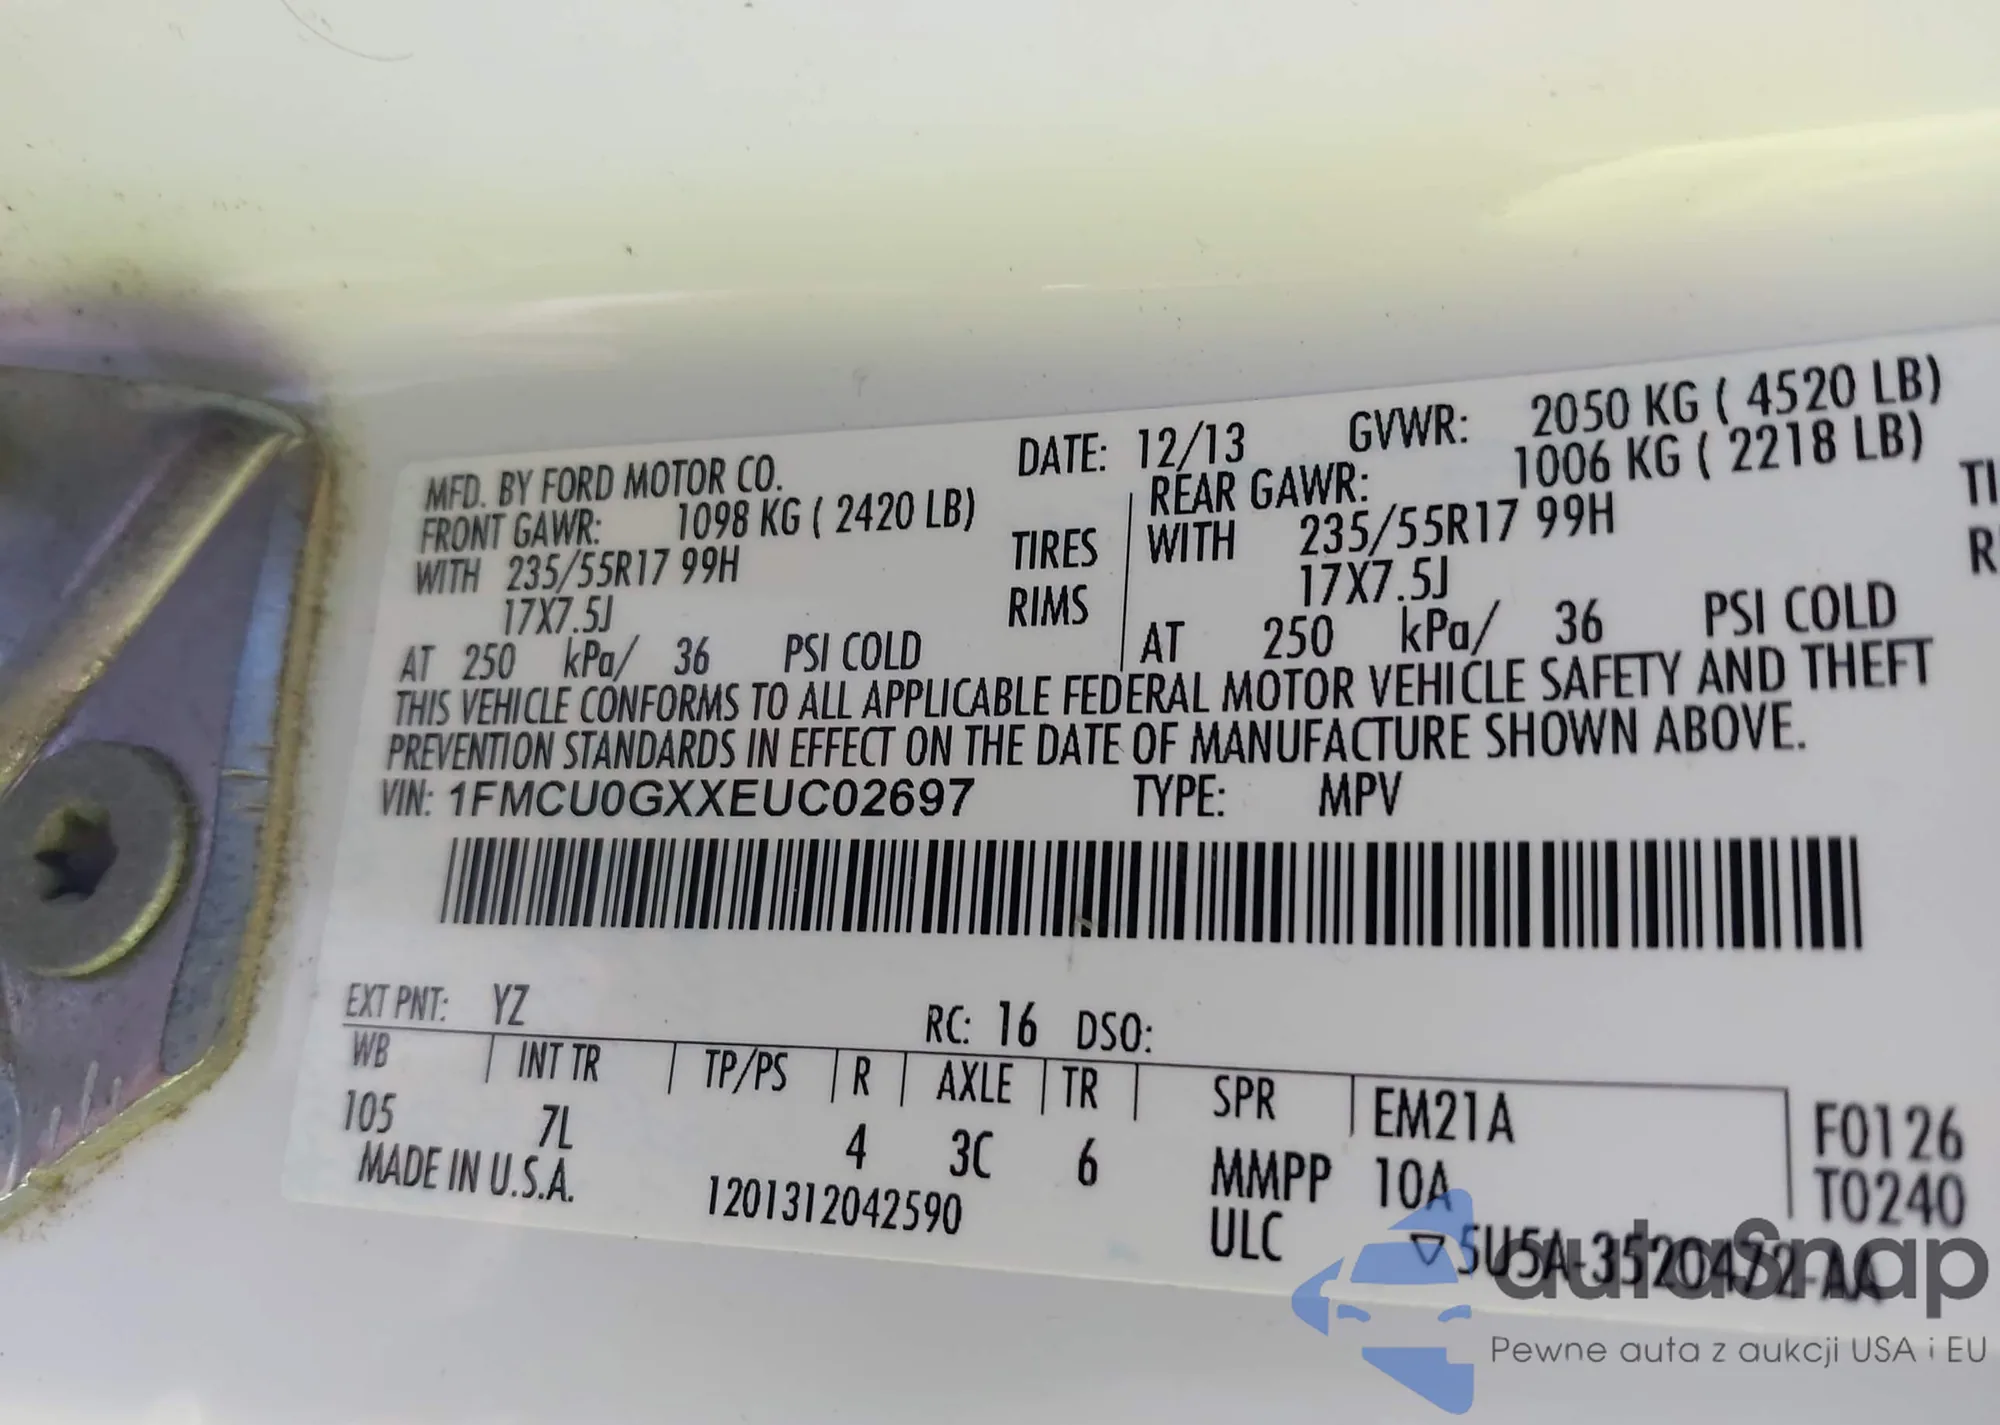 MFD. BY FORD MOTOR CO. DATE: 12/13 GVWR: 2050 KG ( 4520 LB)
FRONT GAWR: 1098 KG ( 2420 LB) REAR GAWR: 1006 KG ( 2218 LB)
WITH 235/55R17 99H TIRES WITH 235/55R17 99H TI
17X7.5J RIMS 17X7.5J R
AT 250 kPa/ 36 PSI COLD AT 250 kPa/ 36 PSI COLD
THIS VEHICLE CONFORMS TO ALL APPLICABLE FEDERAL MOTOR VEHICLE SAFETY AND THEFT
PREVENTION STANDARDS IN EFFECT ON THE DATE OF MANUFACTURE SHOWN ABOVE.
VIN: 1FMCU0GXXEUC02697 TYPE: MPV
EXT PNT: YZ RC: 16 DSO:
WB INT TR TP/PS R AXLE TR SPR EM21A F0126
105 7L 4 3C 6 MMPP 10A T0240
MADE IN U.S.A. 1201312042590 ULC ▽5U5A-3520472-AA
autaSnap
Pewne auta z aukcji USA i EU